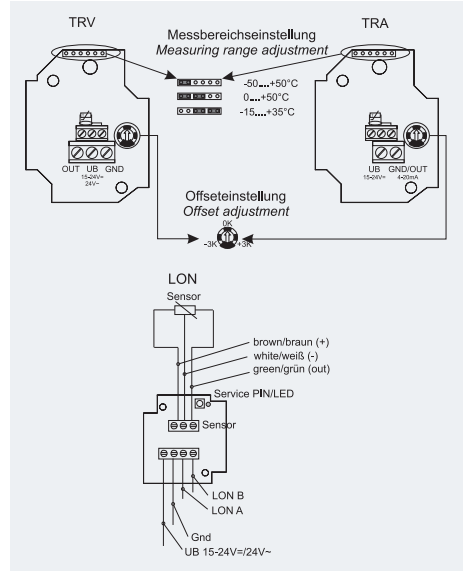 TRV
TRA
Messbereichseinstellung
Measuring range adjustment
-50....+50°C
0....+50°C
-15....+35°C
OUT UB GND
15-24V=
24V~
UB GND/OUT
15-24V= 4-20mA
Offseteinstellung
Offset adjustment
0K
-3K +3K
LON
Sensor
brown/braun (+)
white/weiß (-)
green/grün (out)
Service PIN/LED
Sensor
LON B
LON A
Gnd
UB 15-24V=/24V~